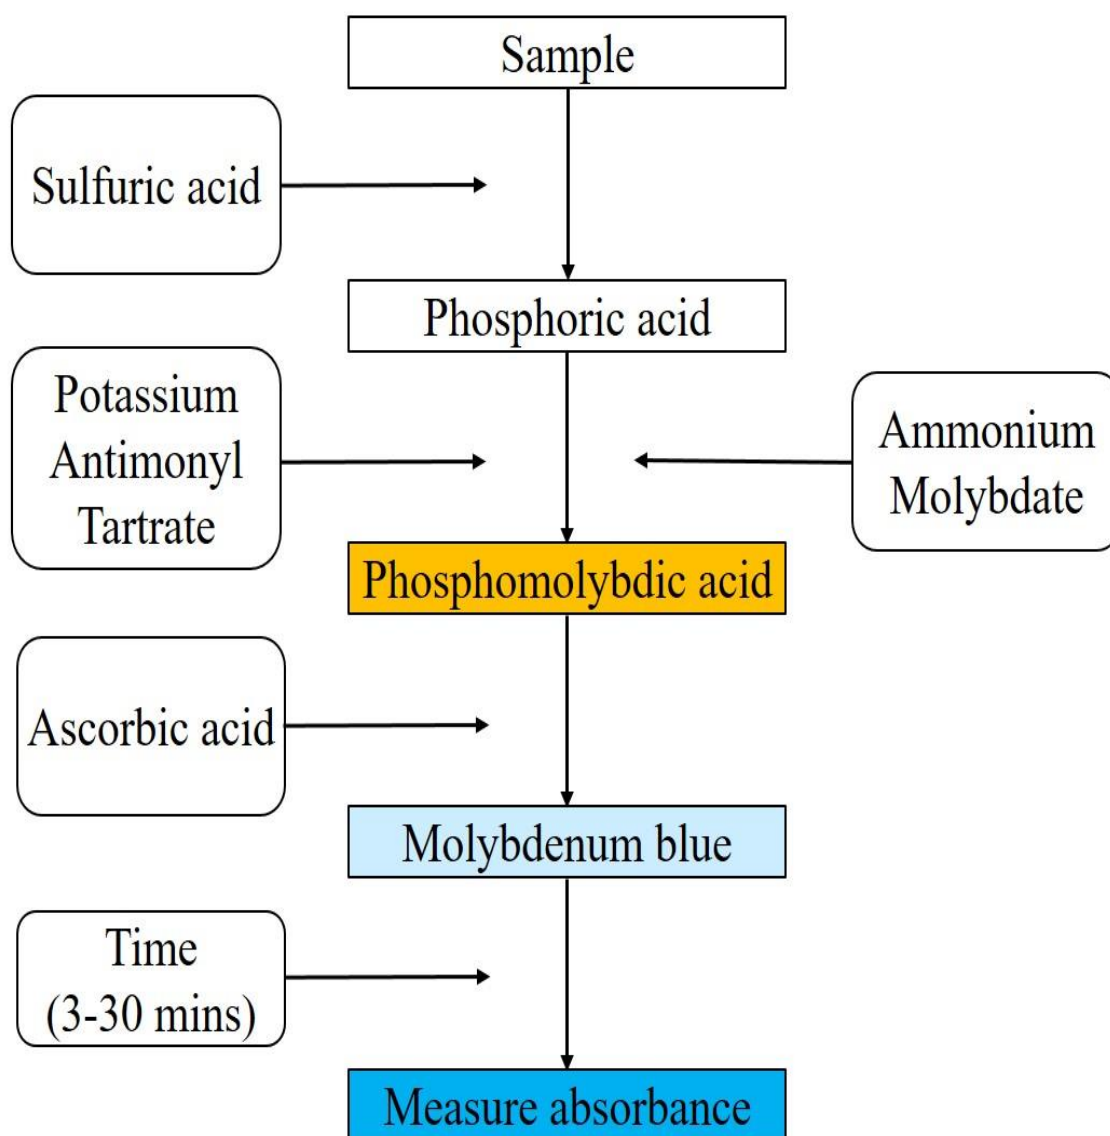 Sample
Sulfuric acid
Phosphoric acid
Potassium
Antimonyl
Tartrate
Ammonium
Molybdate
Phosphomolybdic acid
Ascorbic acid
Molybdenum blue
Time
(3-30 mins)
Measure absorbance